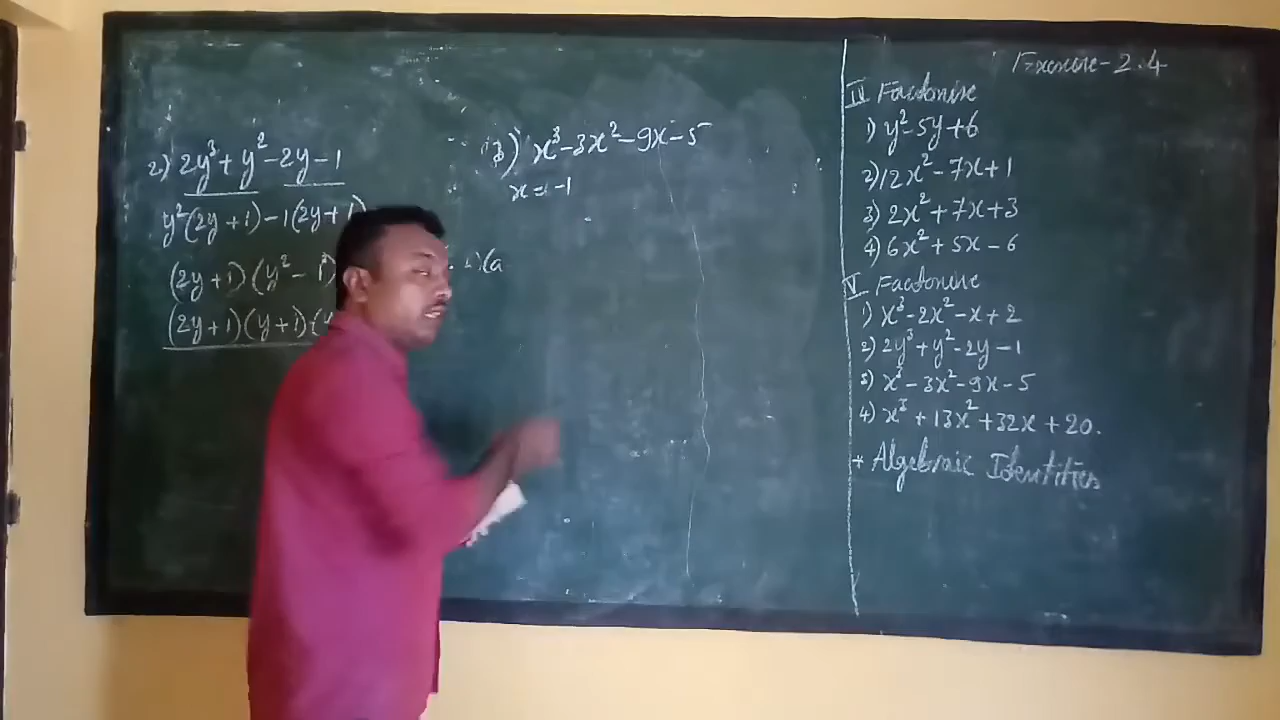 2) 2y³ + y² - 2y - 1
y²(2y + 1) - 1(2y + 1)
(2y + 1) (y² - 1²)
(2y + 1) (y + 1) (y
)(a
3) x³ - 3x² - 9x - 5
x = -1
Exercise - 2.4
IV Factorise
1) y² - 5y + 6
2) 12x² - 7x + 1
3) 2x² + 7x + 3
4) 6x² + 5x - 6
V. Factorise
1) x³ - 2x² - x + 2
2) 2y³ + y² - 2y - 1
3) x³ - 3x² - 9x - 5
4) x³ + 13x² + 32x + 20.
* Algebraic Identities